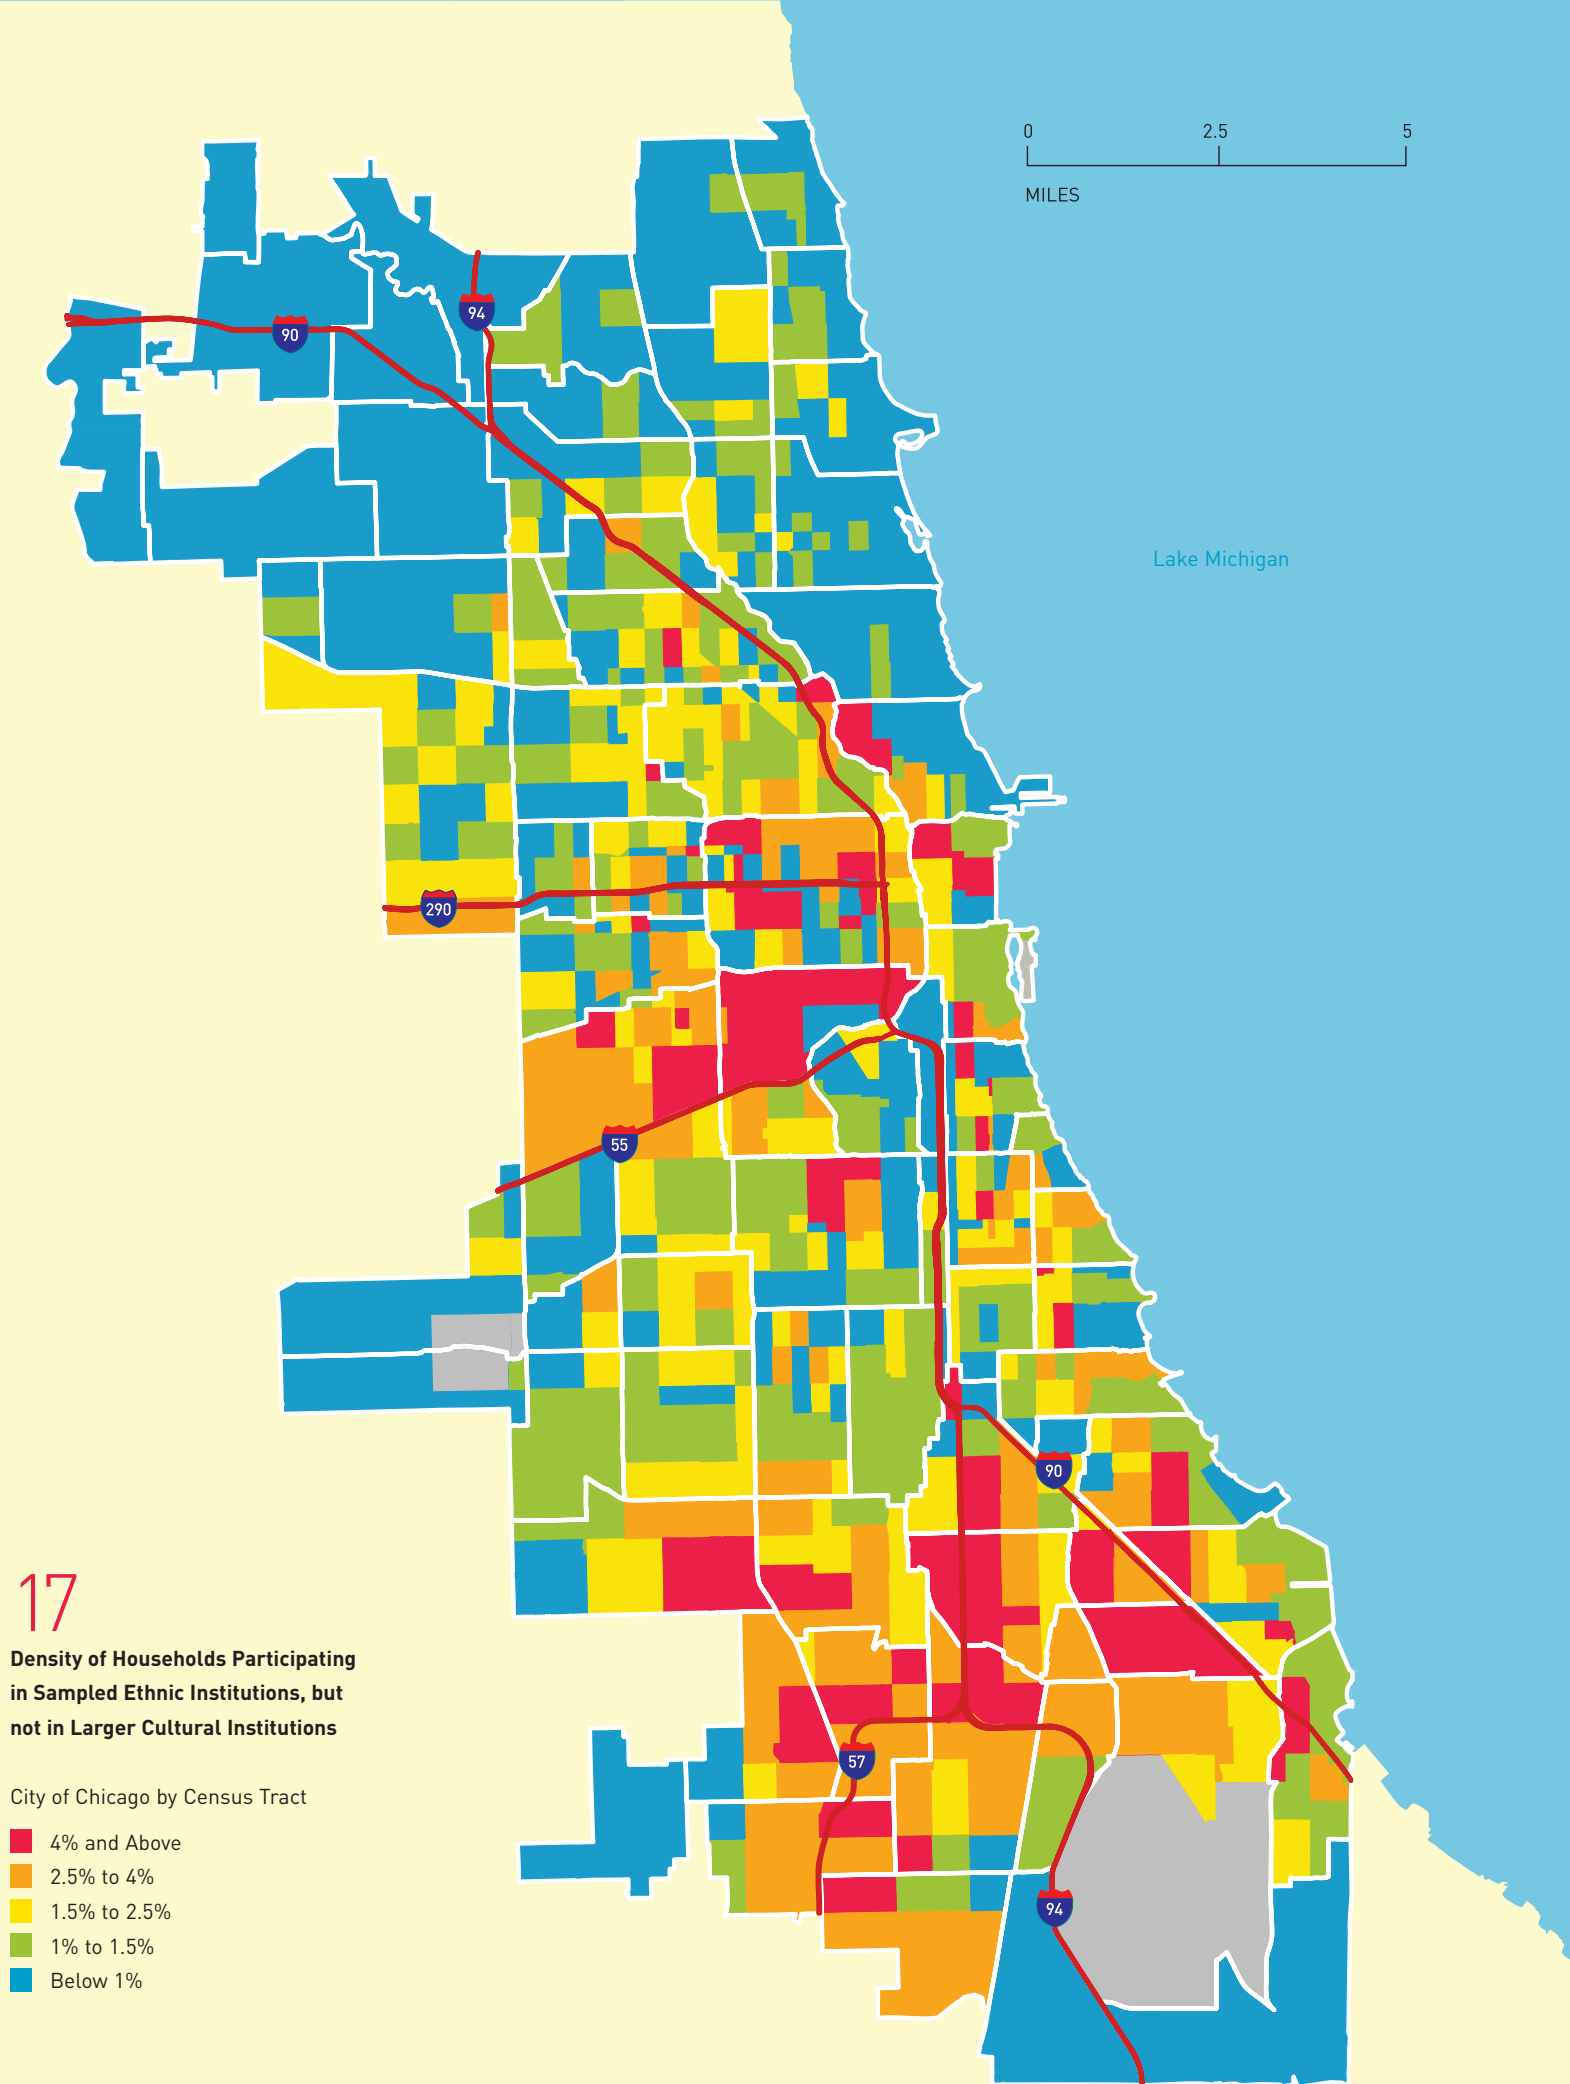 0 2.5 5
MILES
94
90
Lake Michigan
290
55
90
17
Density of Households Participating
in Sampled Ethnic Institutions, but
not in Larger Cultural Institutions
57
City of Chicago by Census Tract
4% and Above
2.5% to 4%
1.5% to 2.5%
94
1% to 1.5%
Below 1%